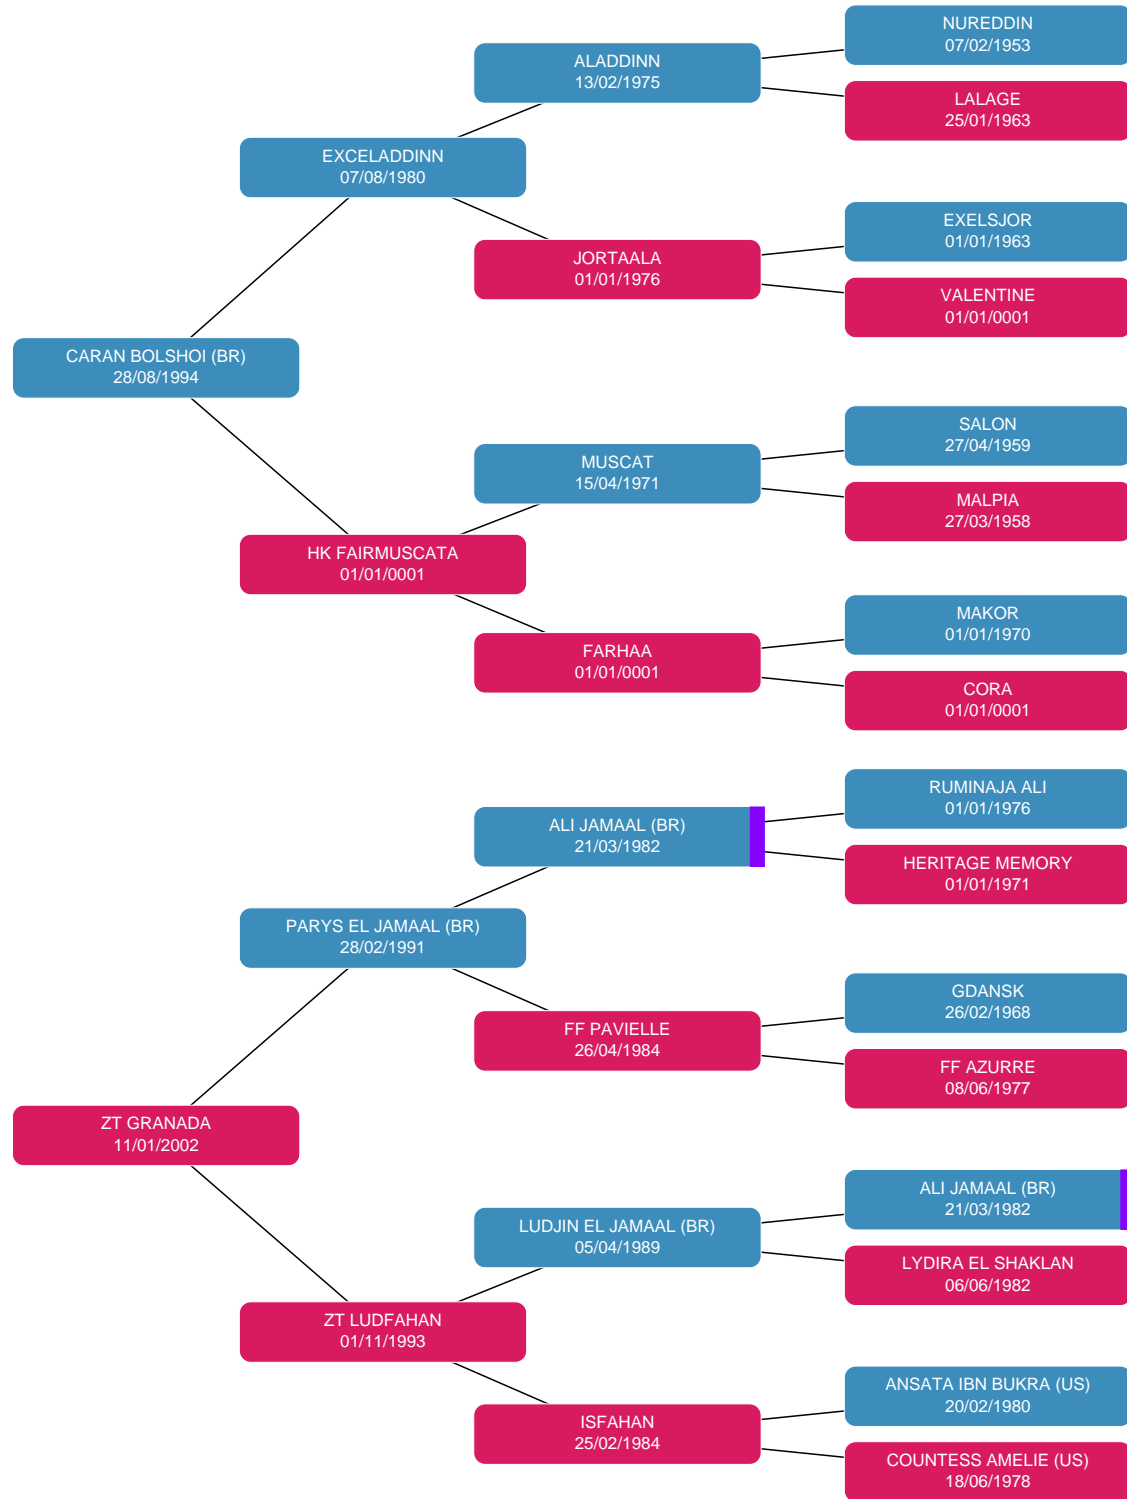 NUREDDIN
07/02/1953
ALADDINN
13/02/1975
LALAGE
25/01/1963
EXCELADDINN
07/08/1980
EXELSJOR
01/01/1963
JORTAALA
01/01/1976
VALENTINE
01/01/0001
CARAN BOLSHOI (BR)
28/08/1994
SALON
27/04/1959
MUSCAT
15/04/1971
MALPIA
27/03/1958
HK FAIRMUSCATA
01/01/0001
MAKOR
01/01/1970
FARHAA
01/01/0001
CORA
01/01/0001
RUMINAJA ALI
01/01/1976
ALI JAMAAL (BR)
21/03/1982
HERITAGE MEMORY
01/01/1971
PARYS EL JAMAAL (BR)
28/02/1991
GDANSK
26/02/1968
FF PAVIELLE
26/04/1984
FF AZURRE
08/06/1977
ZT GRANADA
11/01/2002
ALI JAMAAL (BR)
21/03/1982
LUDJIN EL JAMAAL (BR)
05/04/1989
LYDIRA EL SHAKLAN
06/06/1982
ZT LUDFAHAN
01/11/1993
ANSATA IBN BUKRA (US)
20/02/1980
ISFAHAN
25/02/1984
COUNTESS AMELIE (US)
18/06/1978